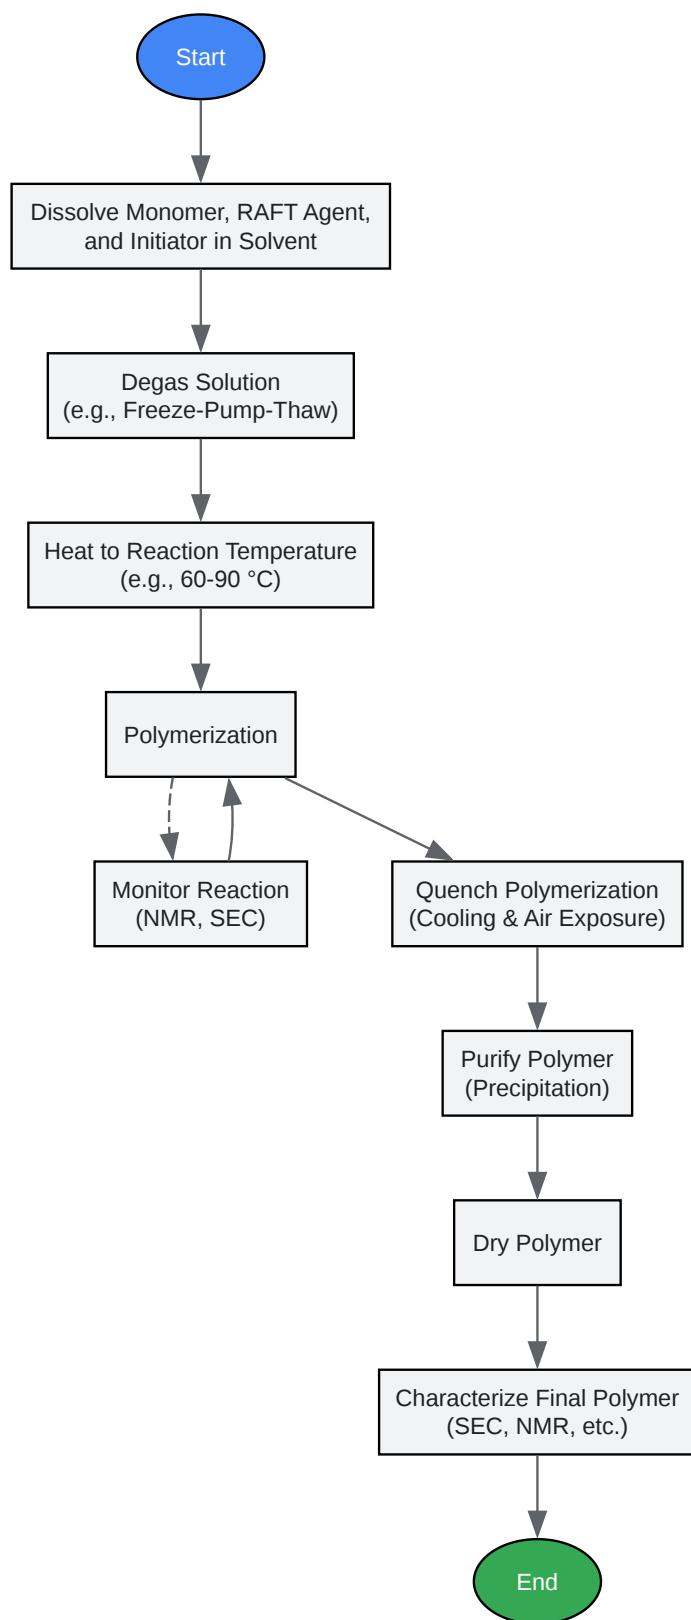 Start
Dissolve Monomer, RAFT Agent,
and Initiator in Solvent
Degas Solution
(e.g., Freeze-Pump-Thaw)
Heat to Reaction Temperature
(e.g., 60-90 °C)
Polymerization
Monitor Reaction
(NMR, SEC)
Quench Polymerization
(Cooling & Air Exposure)
Purify Polymer
(Precipitation)
Dry Polymer
Characterize Final Polymer
(SEC, NMR, etc.)
End